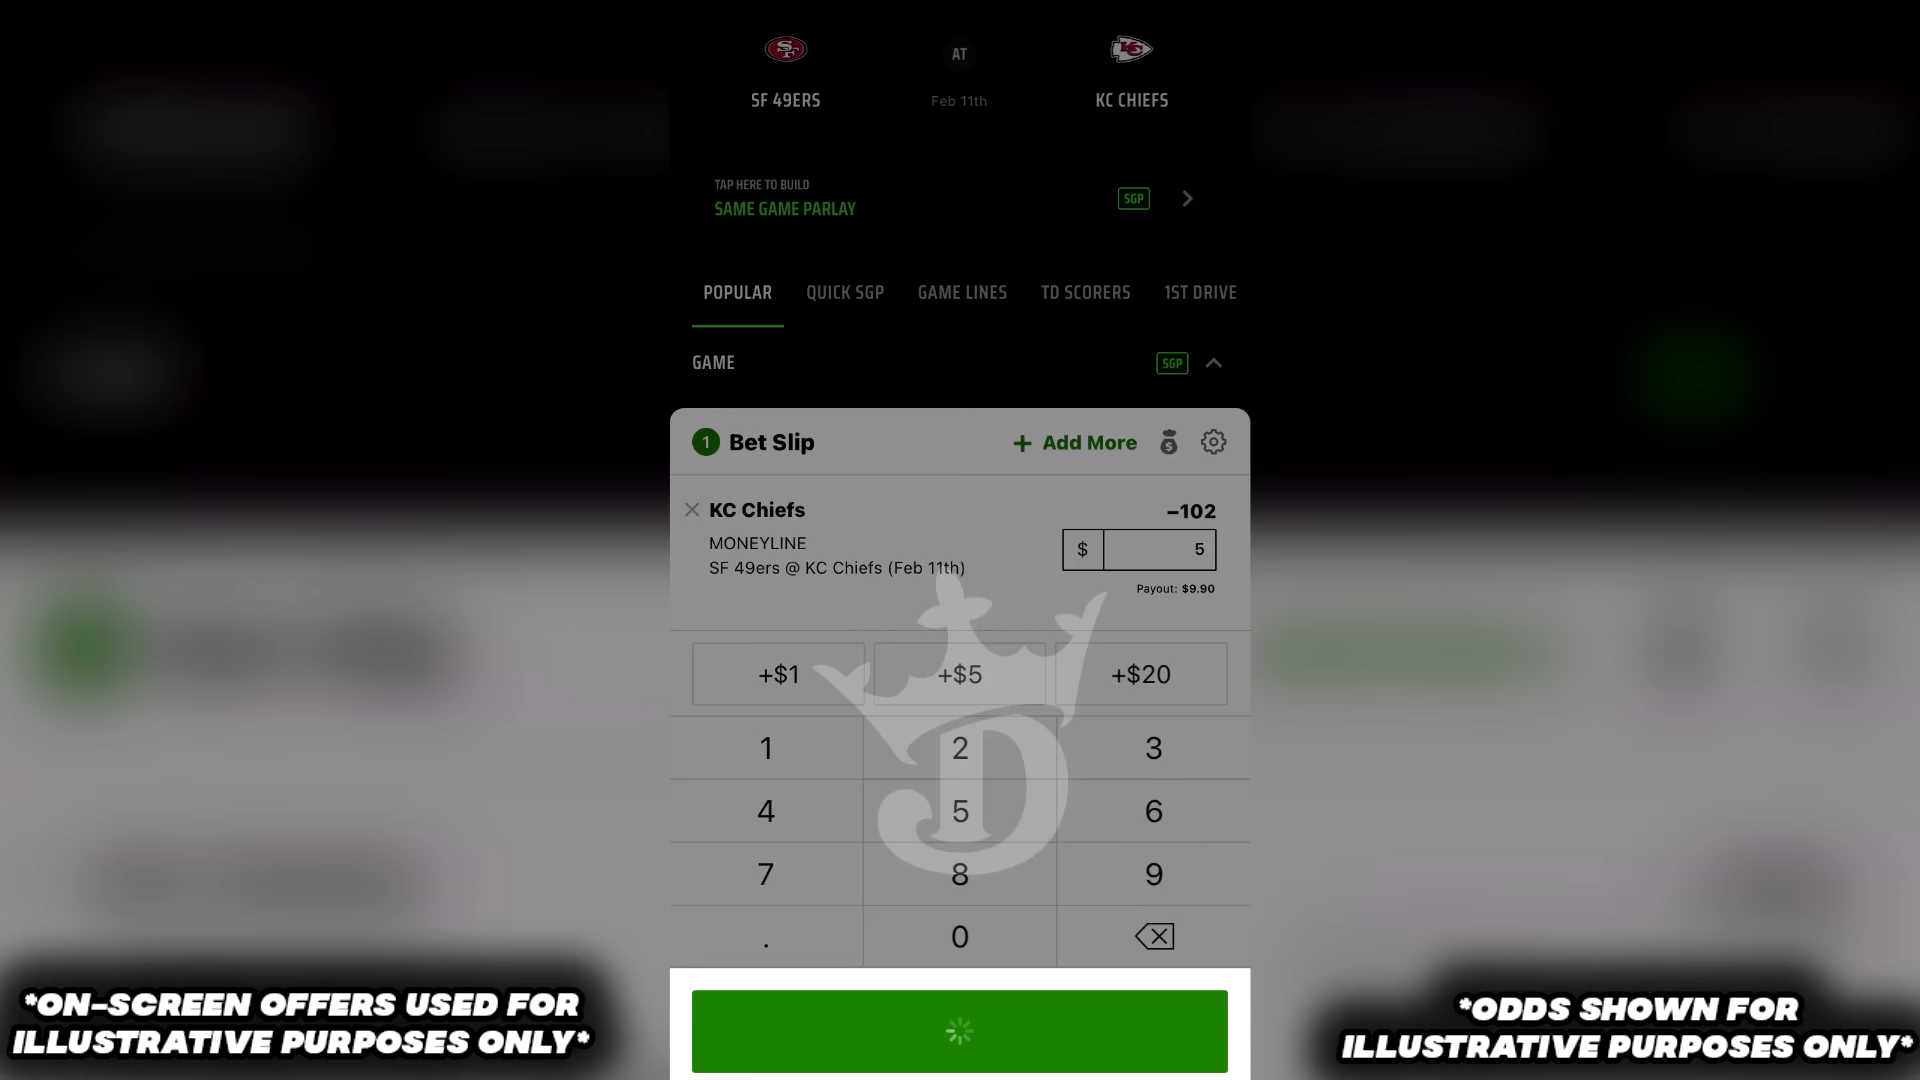 SF 49ERS
AT
Feb 11th
KC CHIEFS
TAP HERE TO BUILD
SAME GAME PARLAY
SGP
POPULAR
QUICK SGP
GAME LINES
TD SCORERS
1ST DRIVE
GAME
SGP
1 Bet Slip
+ Add More
KC Chiefs
−102
MONEYLINE
$ 5
SF 49ers @ KC Chiefs (Feb 11th)
Payout: $9.90
+$1
+$5
+$20
1 2 3
4 5 6
7 8 9
. 0
*ON-SCREEN OFFERS USED FOR
ILLUSTRATIVE PURPOSES ONLY*
*ODDS SHOWN FOR
ILLUSTRATIVE PURPOSES ONLY*